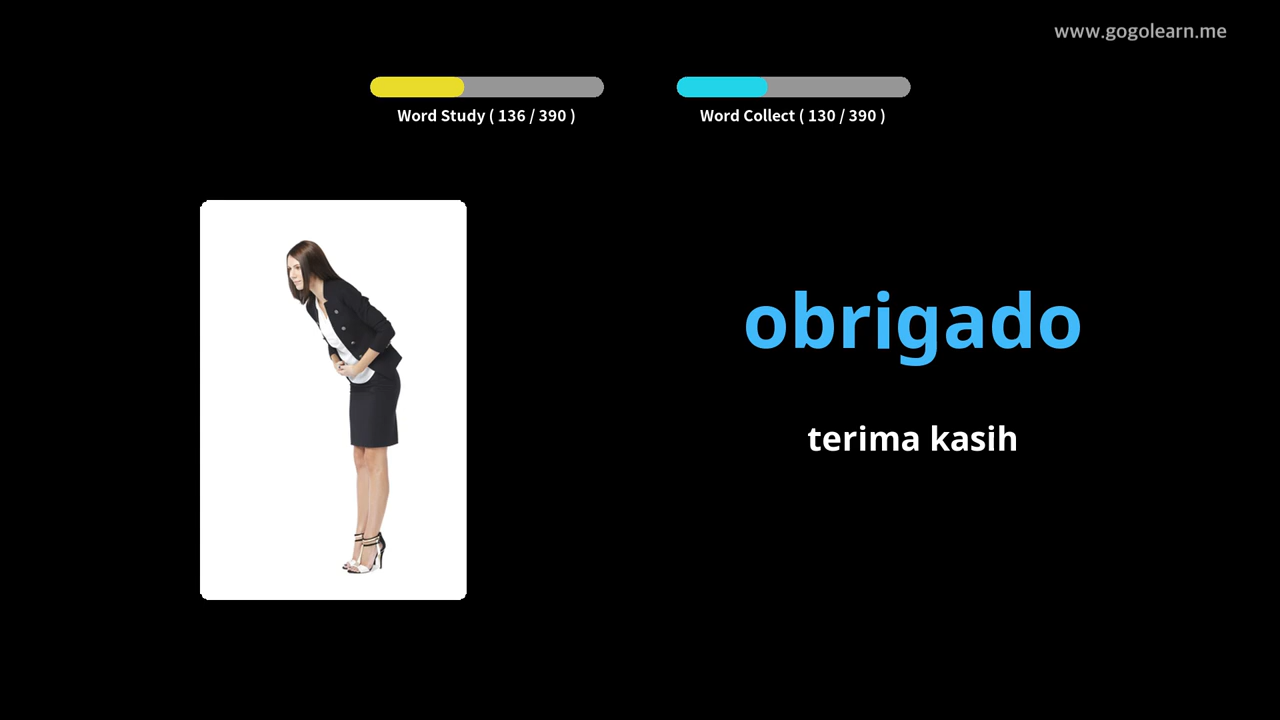 www.gogolearn.me
Word Study ( 136 / 390 )
Word Collect ( 130 / 390 )
obrigado
terima kasih